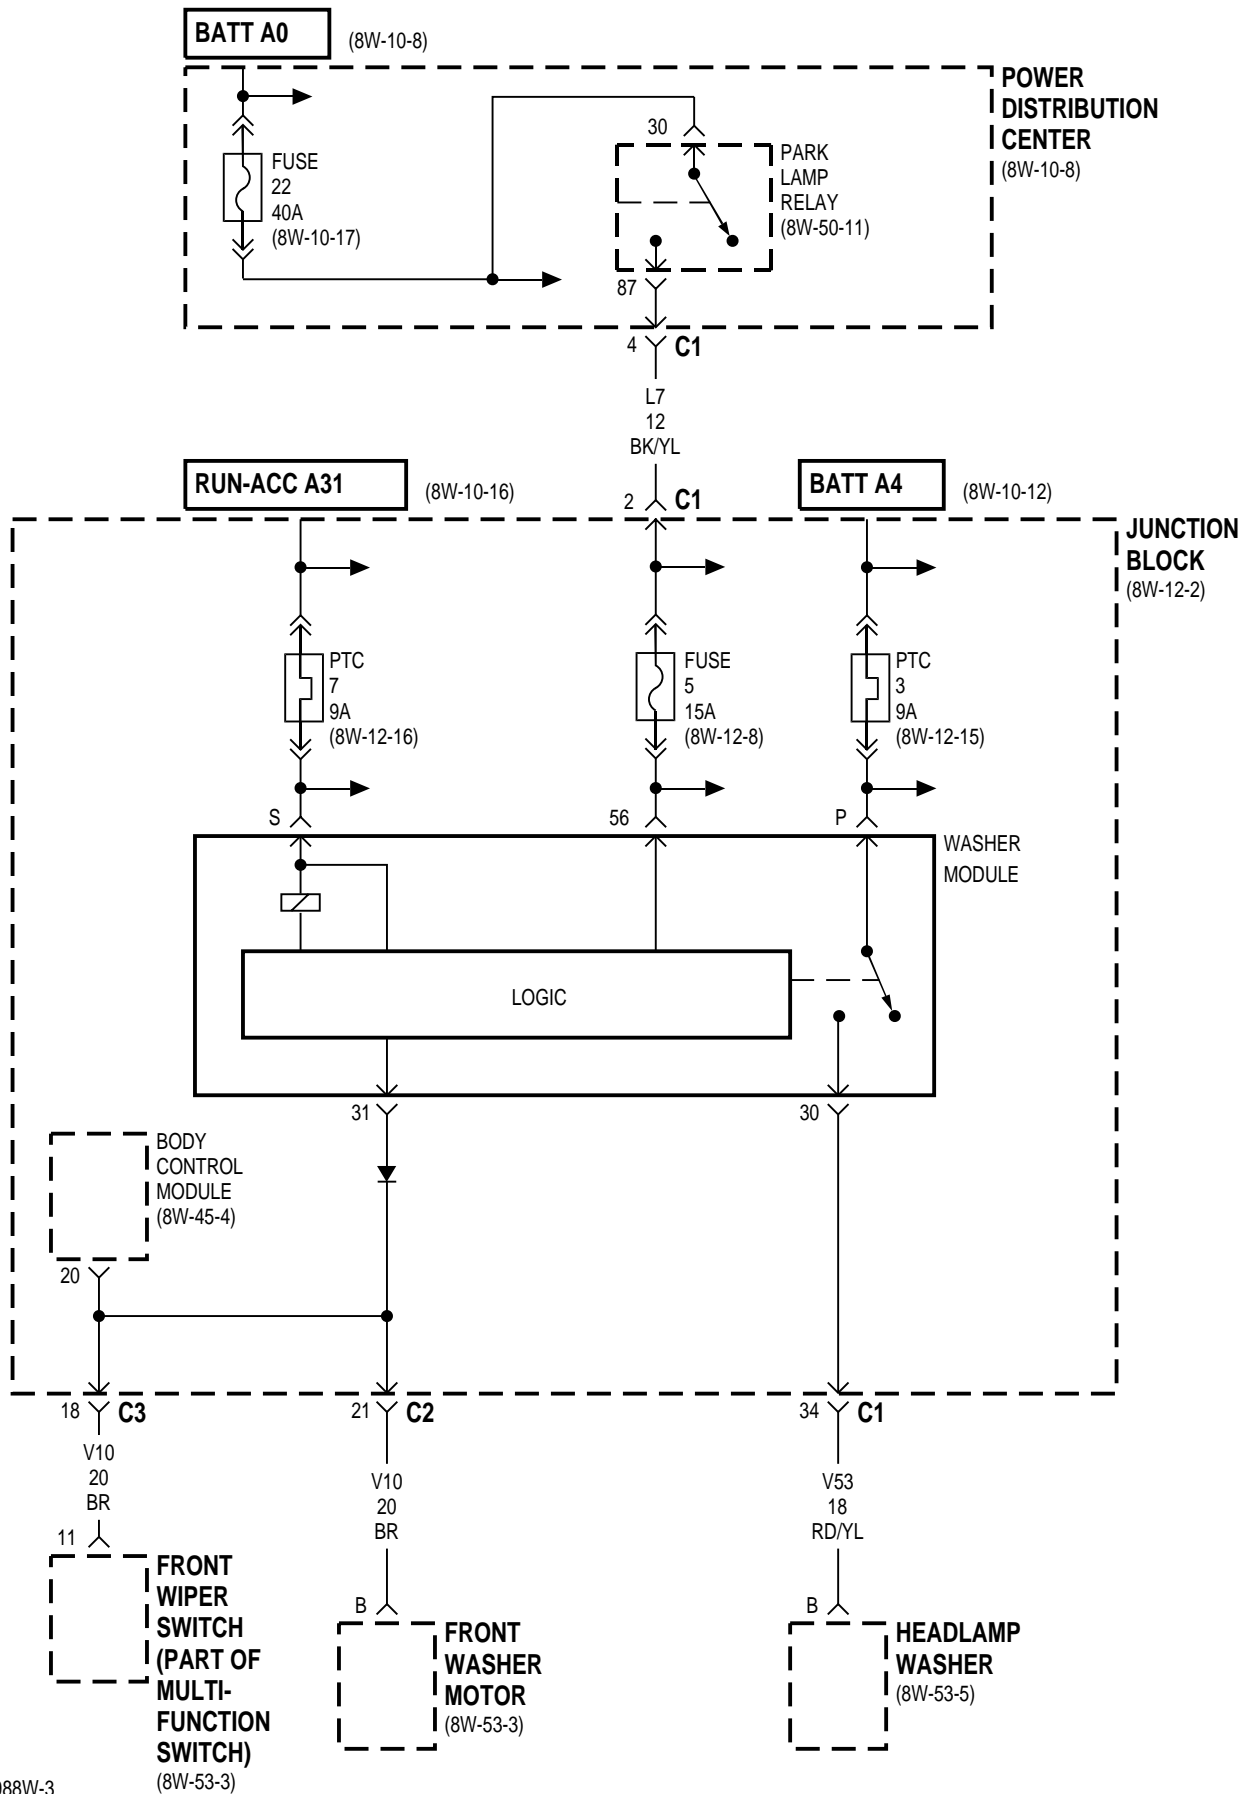 BATT A0
(8W-10-8)
POWER
DISTRIBUTION
CENTER
(8W-10-8)
FUSE
22
40A
(8W-10-17)
30
PARK
LAMP
RELAY
(8W-50-11)
87
4
C1
L7
12
BK/YL
RUN-ACC A31
(8W-10-16)
2
C1
BATT A4
(8W-10-12)
JUNCTION
BLOCK
(8W-12-2)
PTC
7
9A
(8W-12-16)
FUSE
5
15A
(8W-12-8)
PTC
3
9A
(8W-12-15)
S
56
P
WASHER
MODULE
LOGIC
31
30
BODY
CONTROL
MODULE
(8W-45-4)
20
18
C3
21
C2
34
C1
V10
20
BR
V10
20
BR
V53
18
RD/YL
11
FRONT
WIPER
SWITCH
(PART OF
MULTI-
FUNCTION
SWITCH)
(8W-53-3)
B
FRONT
WASHER
MOTOR
(8W-53-3)
B
HEADLAMP
WASHER
(8W-53-5)
88W-3